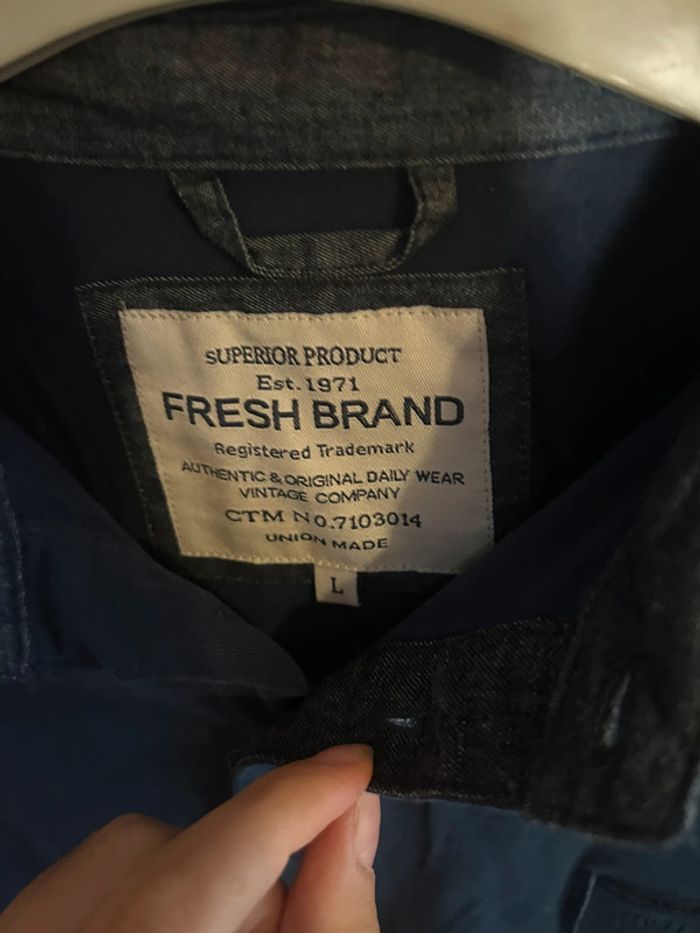 SUPERIOR PRODUCT
Est.1971
FRESH BRAND
Registered Trademark
AUTHENTIC & ORIGINAL DAILY WEAR
VINTAGE COMPANY
CTM NO.7103014
UNION MADE
L